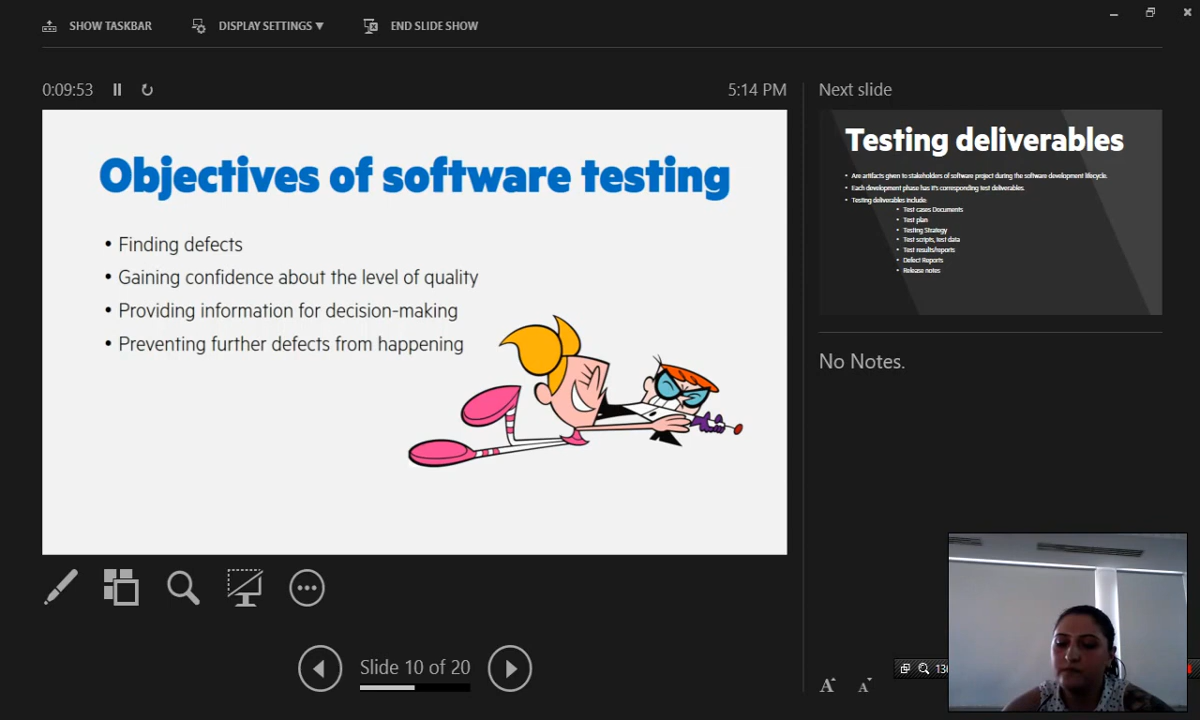 SHOW TASKBAR
DISPLAY SETTINGS ▼
END SLIDE SHOW
0:09:53
5:14 PM
Objectives of software testing
• Finding defects
• Gaining confidence about the level of quality
• Providing information for decision-making
• Preventing further defects from happening
Slide 10 of 20
Next slide
Testing deliverables
• Are artifacts given to stakeholders of software project during the software development lifecycle.
• Each development phase has it's corresponding test deliverables.
• Testing deliverables include:
• Test cases Documents
• Test plan
• Testing Strategy
• Test scripts, test data
• Test results/reports
• Defect Reports
• Release notes
No Notes.
A A